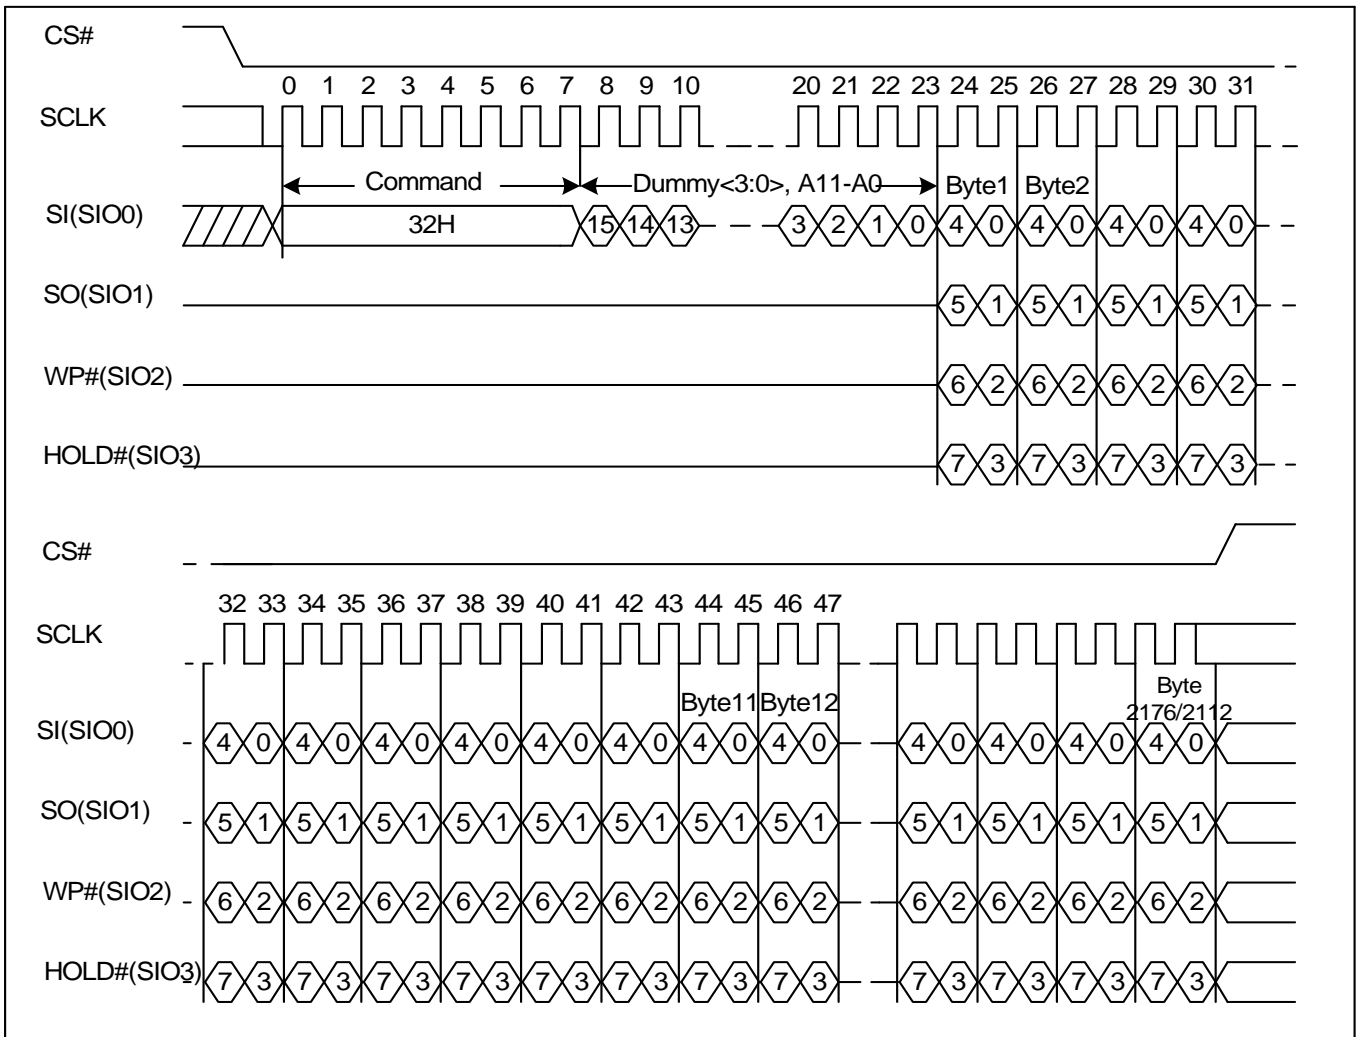 CS#
0 1 2 3 4 5 6 7 8 9 10 20 21 22 23 24 25 26 27 28 29 30 31
SCLK
Command Dummy<3:0>, A11-A0 Byte1 Byte2
SI(SIO0) 32H 15 14 13 3 2 1 0 4 0 4 0 4 0 4 0
SO(SIO1) 5 1 5 1 5 1 5 1
WP#(SIO2) 6 2 6 2 6 2 6 2
HOLD#(SIO3) 7 3 7 3 7 3 7 3
CS#
32 33 34 35 36 37 38 39 40 41 42 43 44 45 46 47
SCLK
Byte11 Byte12 Byte
2176/2112
SI(SIO0) 4 0 4 0 4 0 4 0 4 0 4 0 4 0 4 0 4 0 4 0 4 0 4 0
SO(SIO1) 5 1 5 1 5 1 5 1 5 1 5 1 5 1 5 1 5 1 5 1 5 1 5 1
WP#(SIO2) 6 2 6 2 6 2 6 2 6 2 6 2 6 2 6 2 6 2 6 2 6 2 6 2
HOLD#(SIO3) 7 3 7 3 7 3 7 3 7 3 7 3 7 3 7 3 7 3 7 3 7 3 7 3